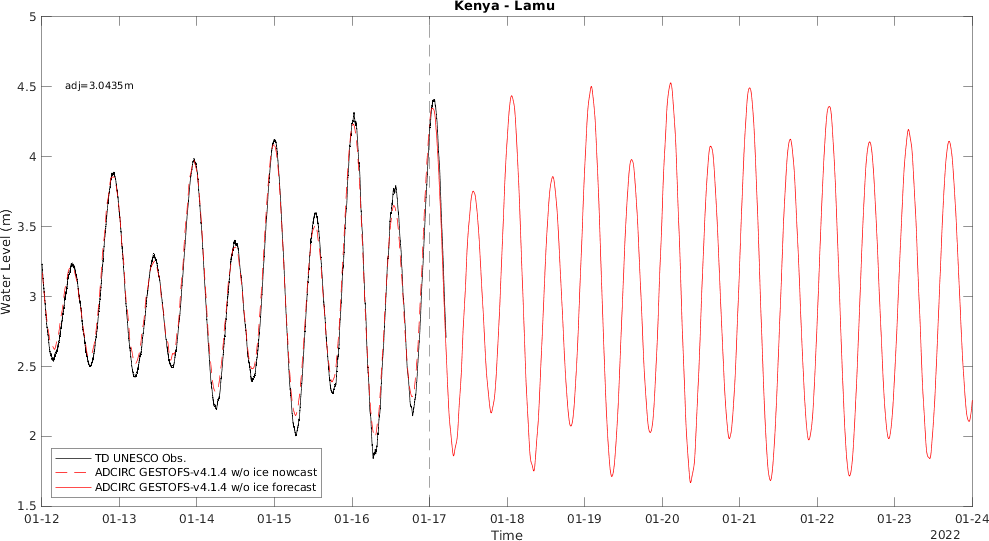 Kenya - Lamu
5
4.5
4
3.5
3
2.5
2
1.5
Water Level (m)
adj=3.0435m
TD UNESCO Obs.
ADCIRC GESTOFS-v4.1.4 w/o ice nowcast
ADCIRC GESTOFS-v4.1.4 w/o ice forecast
01-12 01-13 01-14 01-15 01-16 01-17 01-18 01-19 01-20 01-21 01-22 01-23 01-24
Time
2022